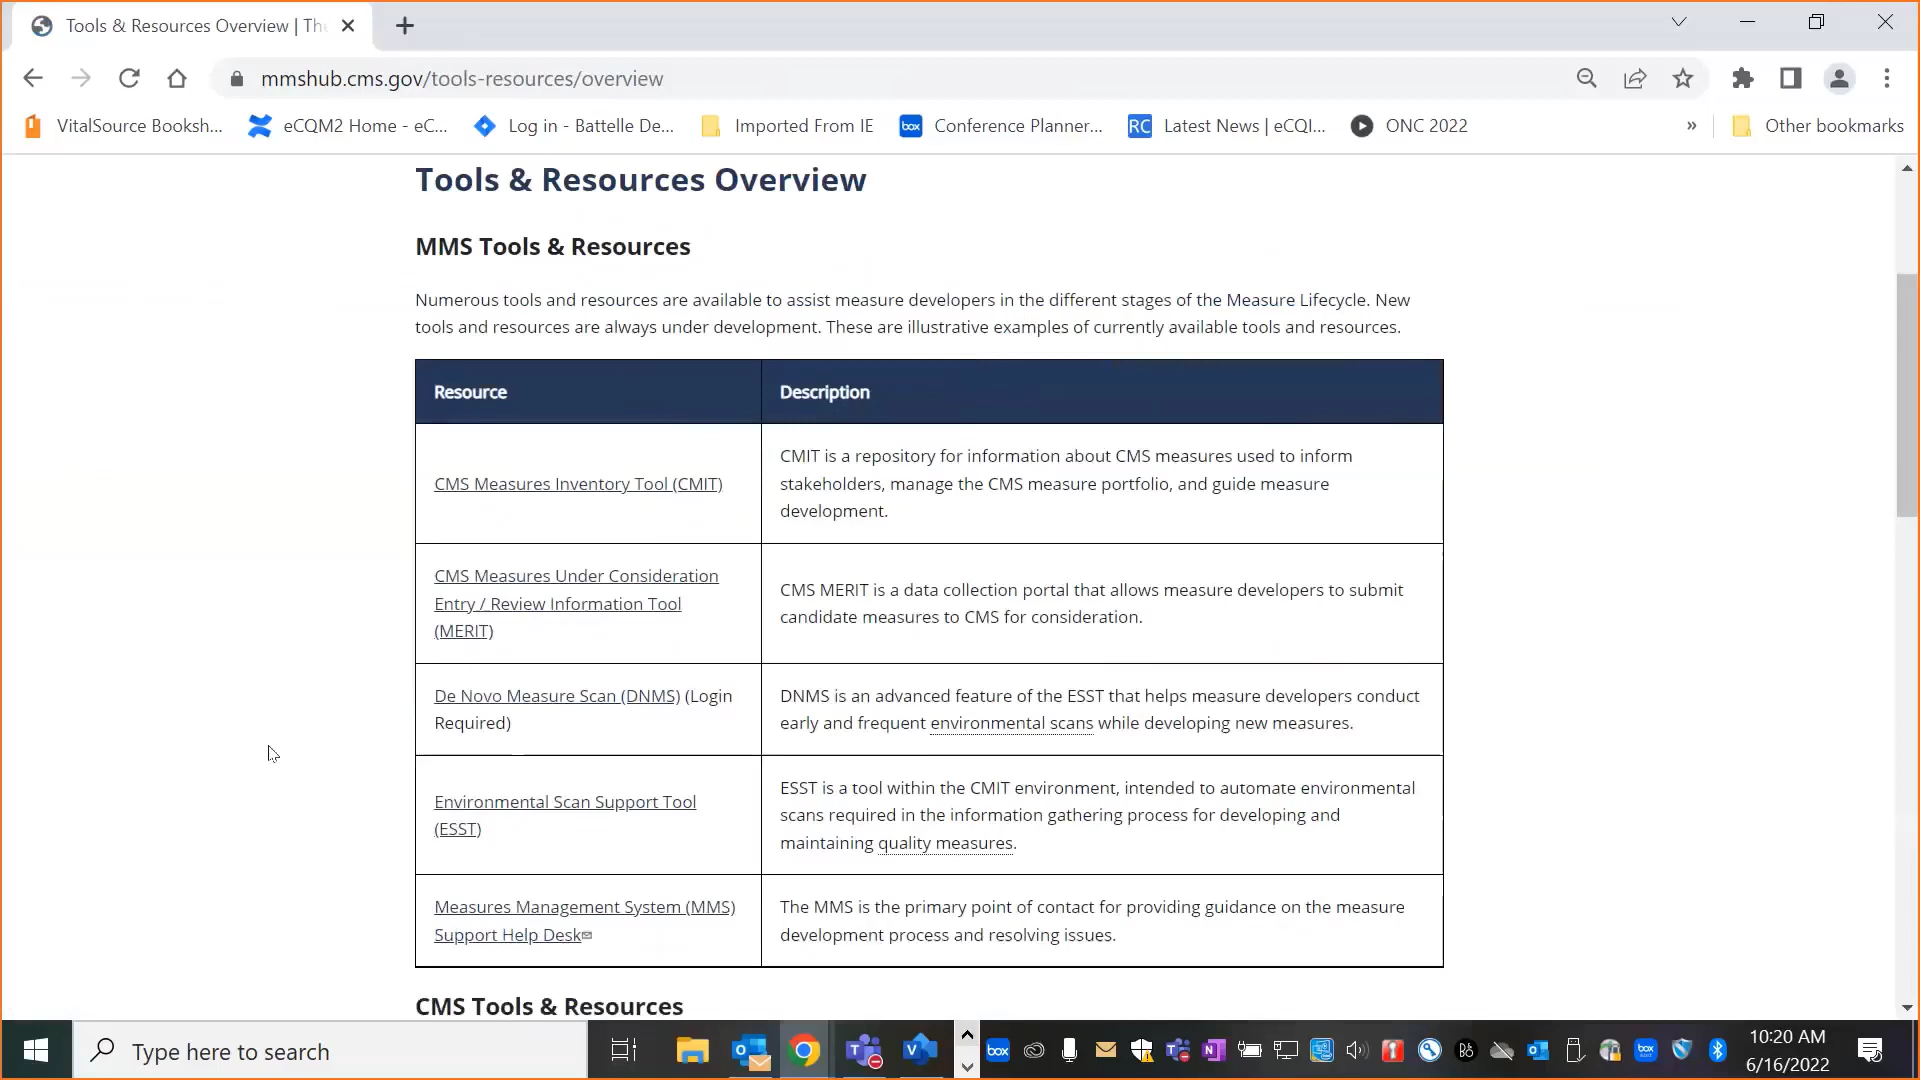 Tools & Resources Overview | Th
mmshub.cms.gov/tools-resources/overview
VitalSource Booksh...
eCQM2 Home - eC...
Log in - Battelle De...
Imported From IE
box
Conference Planner...
RC
Latest News | eCQI...
ONC 2022
»
Other bookmarks
Tools & Resources Overview
MMS Tools & Resources
Numerous tools and resources are available to assist measure developers in the different stages of the Measure Lifecycle. New
tools and resources are always under development. These are illustrative examples of currently available tools and resources.
Resource
Description
CMS Measures Inventory Tool (CMIT)
CMIT is a repository for information about CMS measures used to inform
stakeholders, manage the CMS measure portfolio, and guide measure
development.
CMS Measures Under Consideration
Entry / Review Information Tool
(MERIT)
CMS MERIT is a data collection portal that allows measure developers to submit
candidate measures to CMS for consideration.
De Novo Measure Scan (DNMS) (Login
Required)
DNMS is an advanced feature of the ESST that helps measure developers conduct
early and frequent environmental scans while developing new measures.
Environmental Scan Support Tool
(ESST)
ESST is a tool within the CMIT environment, intended to automate environmental
scans required in the information gathering process for developing and
maintaining quality measures.
Measures Management System (MMS)
Support Help Desk
The MMS is the primary point of contact for providing guidance on the measure
development process and resolving issues.
CMS Tools & Resources
Type here to search
box
10:20 AM
6/16/2022